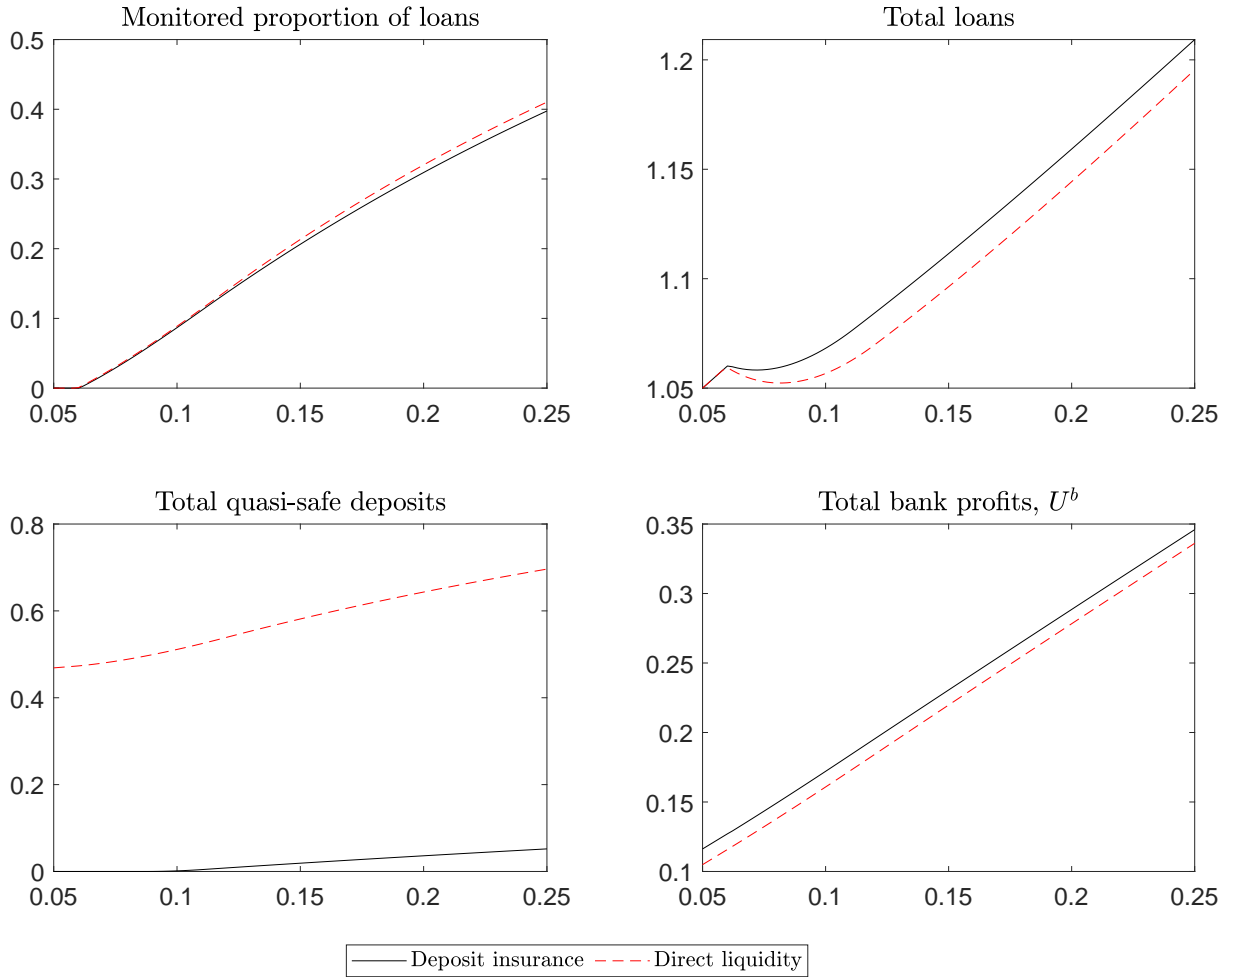 Monitored proportion of loans
0.5
0.4
0.3
0.2
0.1
0
0.05 0.1 0.15 0.2 0.25
Total loans
1.2
1.15
1.1
1.05
0.05 0.1 0.15 0.2 0.25
Total quasi-safe deposits
0.8
0.6
0.4
0.2
0
0.05 0.1 0.15 0.2 0.25
Total bank profits, U^b
0.35
0.3
0.25
0.2
0.15
0.1
0.05 0.1 0.15 0.2 0.25
Deposit insurance Direct liquidity